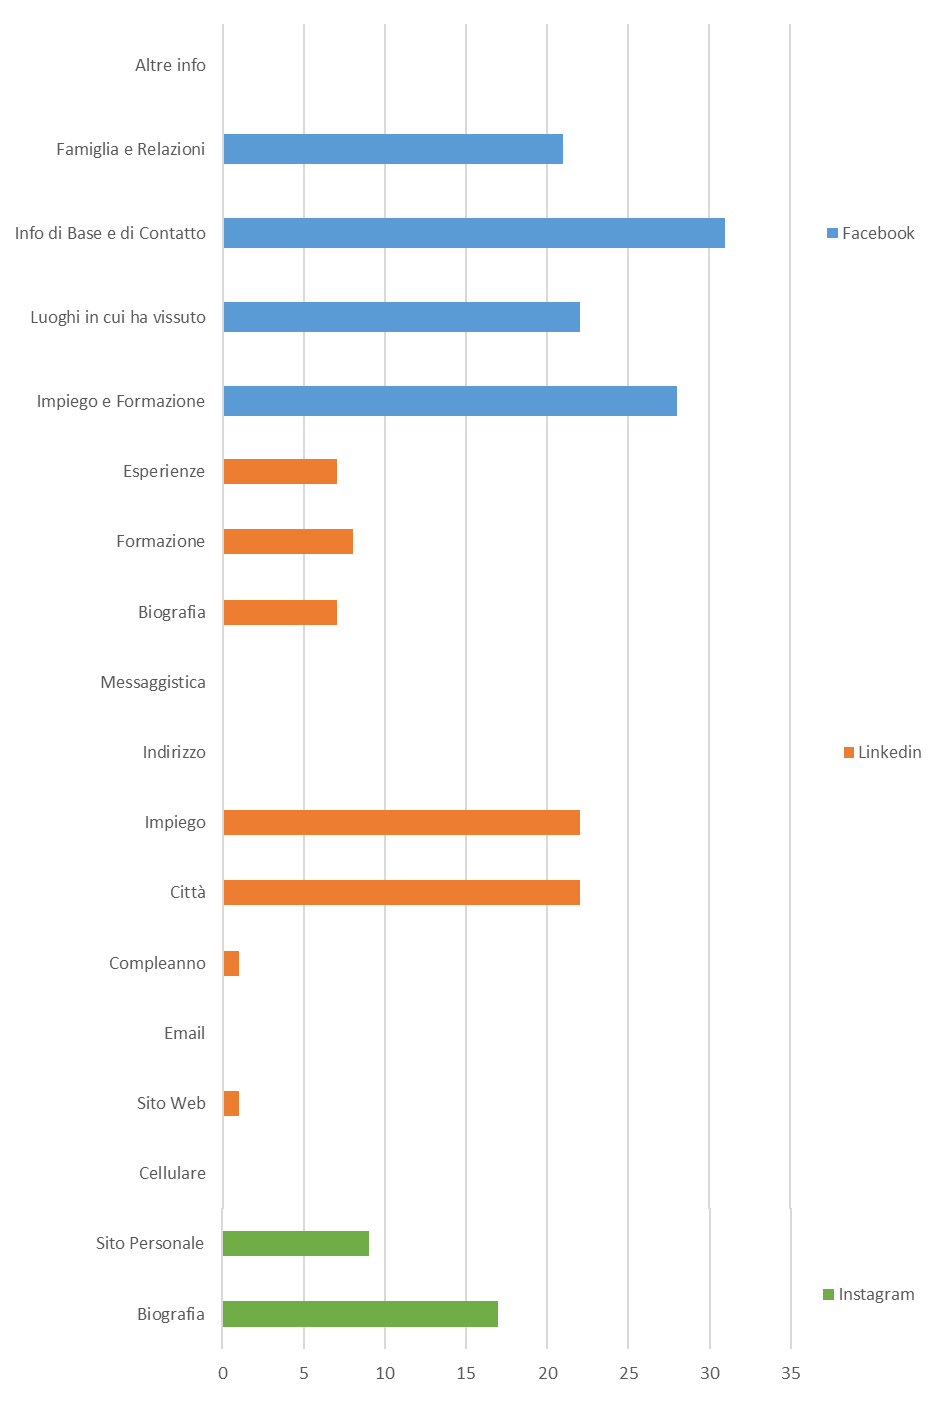 Altre info
Famiglia e Relazioni
Info di Base e di Contatto
Facebook
Luoghi in cui ha vissuto
Impiego e Formazione
Esperienze
Formazione
Biografia
Messaggistica
Indirizzo
Linkedin
Impiego
Città
Compleanno
Email
Sito Web
Cellulare
Sito Personale
Instagram
Biografia
0 5 10 15 20 25 30 35